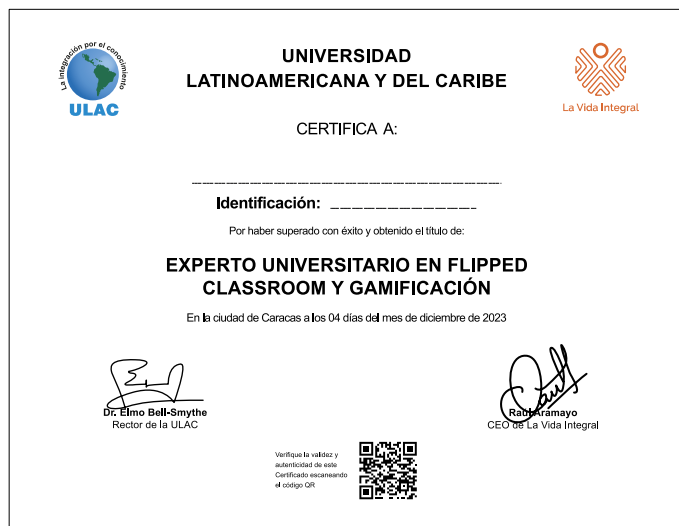 La integración por el conocimiento
ULAC
UNIVERSIDAD
LATINOAMERICANA Y DEL CARIBE
La Vida Integral
CERTIFICA A:
Identificación:
Por haber superado con éxito y obtenido el título de:
EXPERTO UNIVERSITARIO EN FLIPPED
CLASSROOM Y GAMIFICACIÓN
En la ciudad de Caracas a los 04 días del mes de diciembre de 2023
Dr. Elmo Bell-Smythe
Rector de la ULAC
Raúl Aramayo
CEO de La Vida Integral
Verifique la validez y
autenticidad de este
Certificado escaneando
el código QR